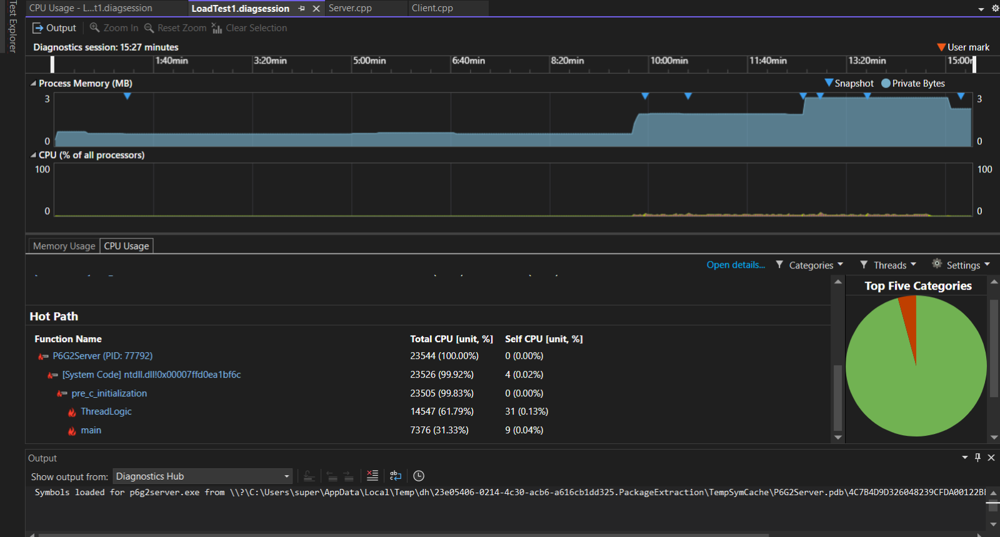 Test Explorer
CPU Usage - L...t1.diagsession
LoadTest1.diagsession
Server.cpp
Client.cpp
Output
Zoom In
Reset Zoom
Clear Selection
Diagnostics session: 15:27 minutes
User mark
1:40min
3:20min
5:00min
6:40min
8:20min
10:00min
11:40min
13:20min
15:00r
Process Memory (MB)
Snapshot
Private Bytes
3
3
0
0
CPU (% of all processors)
100
100
0
0
Memory Usage
CPU Usage
Open details...
Categories
Threads
Settings
Top Five Categories
Hot Path
Function Name Total CPU [unit, %] Self CPU [unit, %]
P6G2Server (PID: 77792) 23544 (100.00%) 0 (0.00%)
[System Code] ntdll.dll!0x00007ffd0ea1bf6c 23526 (99.92%) 4 (0.02%)
pre_c_initialization 23505 (99.83%) 0 (0.00%)
ThreadLogic 14547 (61.79%) 31 (0.13%)
main 7376 (31.33%) 9 (0.04%)
Output
Show output from: Diagnostics Hub
Symbols loaded for p6g2server.exe from \\?\C:\Users\super\AppData\Local\Temp\dh\23e05406-0214-4c30-acb6-a616cb1dd325.PackageExtraction\TempSymCache\P6G2Server.pdb\4C7B4D9D326048239CFDA00122B